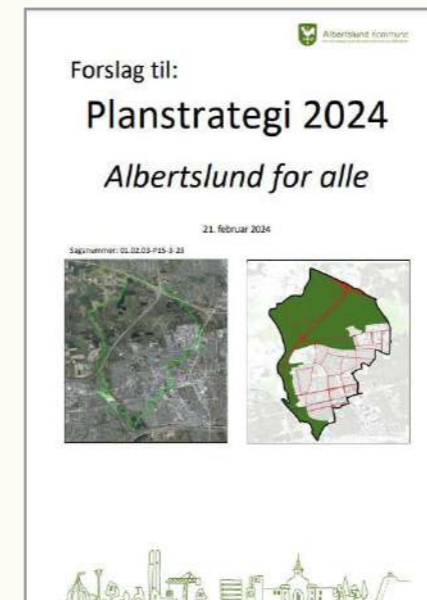 Albertslund Kommune
Forslag til:
Planstrategi 2024
Albertslund for alle
21. februar 2024
Sagsnummer: 01.02.03-P15-3-23